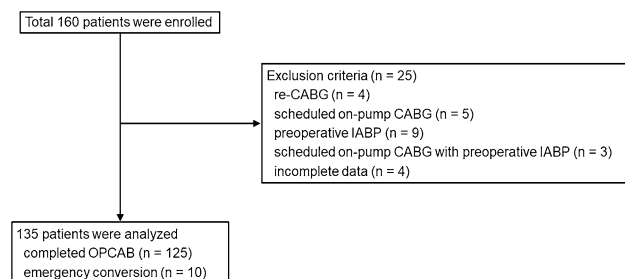 Total 160 patients were enrolled
Exclusion criteria (n = 25)
re-CABG (n = 4)
scheduled on-pump CABG (n = 5)
preoperative IABP (n = 9)
scheduled on-pump CABG with preoperative IABP (n = 3)
incomplete data (n = 4)
135 patients were analyzed
completed OPCAB (n = 125)
emergency conversion (n = 10)